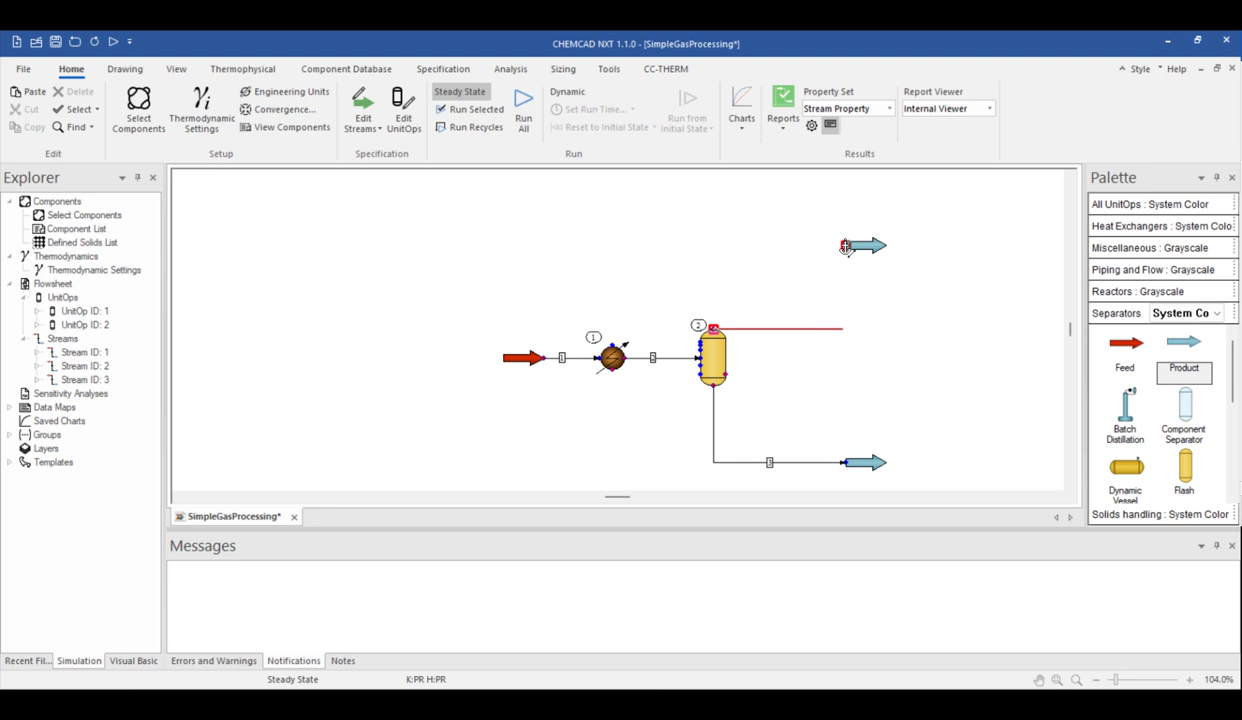 CHEMCAD NXT 1.1.0 - [SimpleGasProcessing*]
File Home Drawing View Thermophysical Component Database Specification Analysis Sizing Tools CC-THERM Style Help
Paste Delete
Cut Select
Copy Find
Edit
Select Components
Thermodynamic Settings
Engineering Units
Convergence...
View Components
Setup
Edit Streams
Edit UnitOps
Specification
Steady State
Run Selected
Run Recycles
Run All
Dynamic
Set Run Time...
Reset to Initial State
Run from Initial State
Run
Charts
Reports
Property Set
Stream Property
Report Viewer
Internal Viewer
Results
Explorer
Components
Select Components
Component List
Defined Solids List
Thermodynamics
Thermodynamic Settings
Flowsheet
UnitOps
UnitOp ID: 1
UnitOp ID: 2
Streams
Stream ID: 1
Stream ID: 2
Stream ID: 3
Sensitivity Analyses
Data Maps
Saved Charts
Groups
Layers
Templates
1
2
1
2
3
SimpleGasProcessing*
Palette
All UnitOps : System Color
Heat Exchangers : System Colo
Miscellaneous : Grayscale
Piping and Flow : Grayscale
Reactors : Grayscale
Separators System Co
Feed Product
Batch Distillation
Component Separator
Dynamic Vessel
Flash
Solids handling : System Color
Messages
Recent Fil... Simulation Visual Basic
Errors and Warnings Notifications Notes
Steady State K:PR H:PR 104.0%